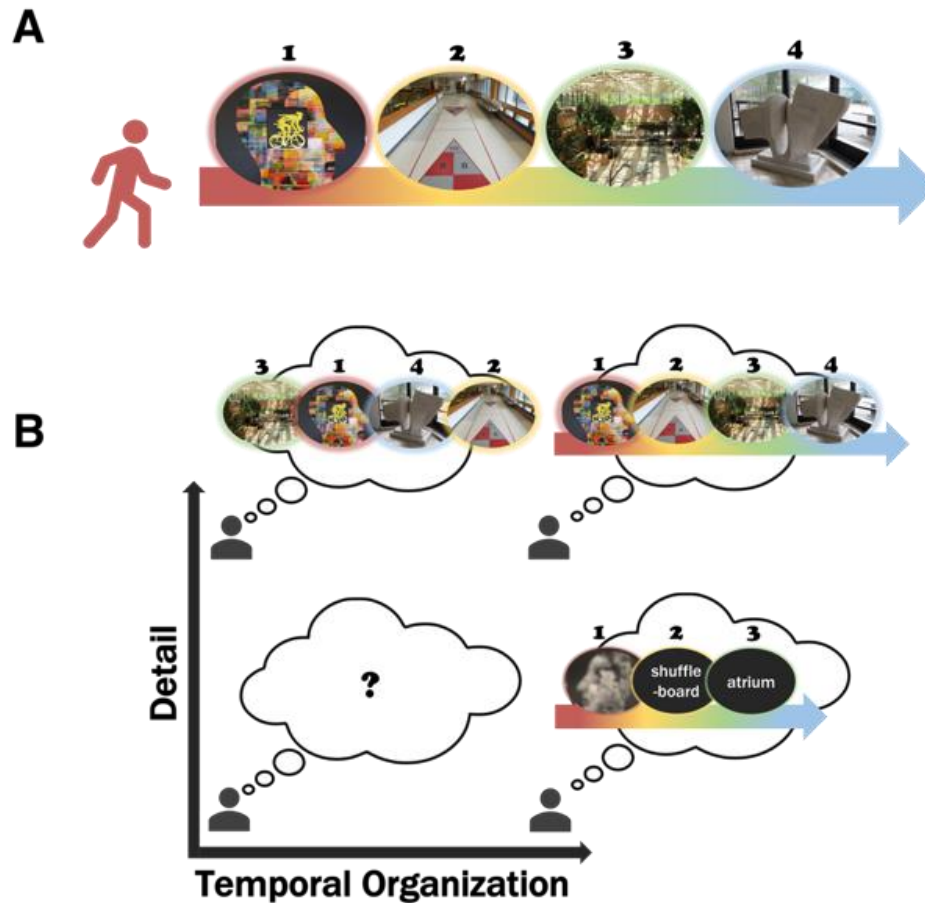 A
1 2 3 4
B
3 1 4 2
1 2 3 4
?
1 2 3
shuffle
-board
atrium
Detail
Temporal Organization